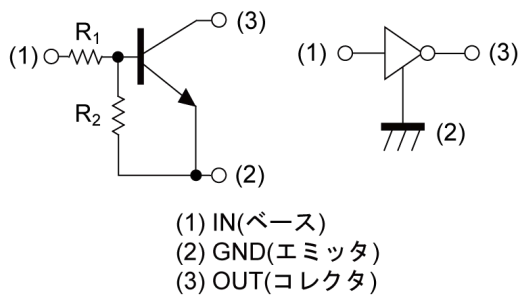 (3)
R1
(1)
R2
(2)
(1)
(3)
(2)
(1) IN(ベース)
(2) GND(エミッタ)
(3) OUT(コレクタ)